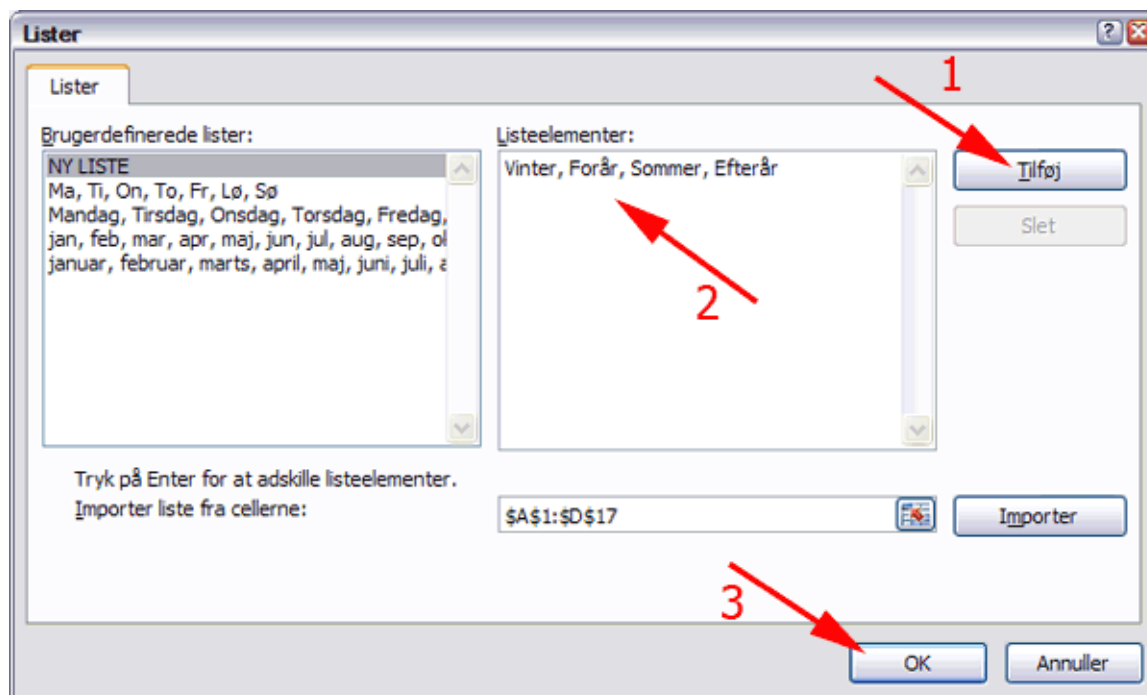 Lister
Lister
1
Brugerdefinerede lister:
NY LISTE
Ma, Ti, On, To, Fr, Lø, Sø
Mandag, Tirsdag, Onsdag, Torsdag, Fredag,
jan, feb, mar, apr, maj, jun, jul, aug, sep,
januar, februar, marts, april, maj, juni, juli,
Listeelementer:
Vinter, Forår, Sommer, Efterår
2
Tilføj
Slet
Tryk på Enter for at adskille listeelementer.
Importer liste fra cellerne:
$A$1:$D$17
Importer
3
OK
Annuller